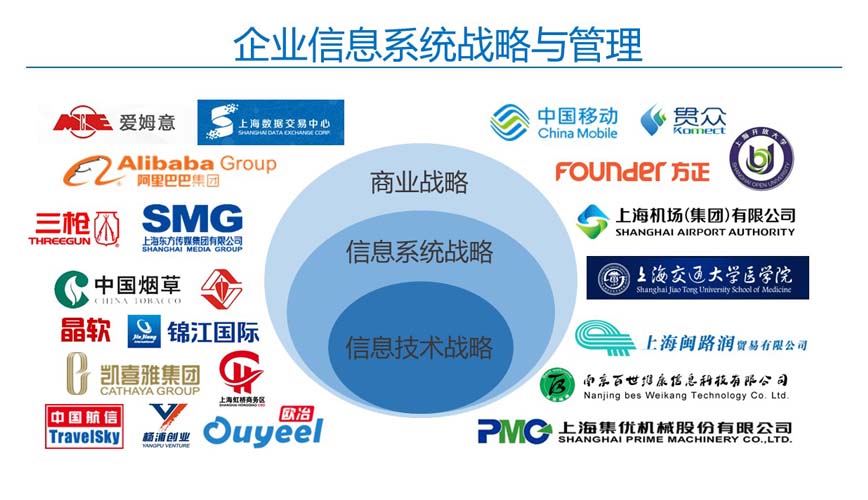 企业信息系统战略与管理
爱姆意
上海数据交易中心
SHANGHAI DATA EXCHANGE CORP.
Alibaba Group
阿里巴巴集团
三枪
THREEGUN
SMG
上海东方传媒集团有限公司
SHANGHAI MEDIA GROUP
中国烟草
CHINA TOBACCO
晶软
JinJiang
International
锦江国际
凯喜雅集团
CATHAYA GROUP
上海虹桥商务区
SHANGHAI HONGQIAO CBD
中国航信
TravelSky
杨浦创业
YANGPU VENTURE
欧冶
Ouyeel
商业战略
信息系统战略
信息技术战略
中国移动
China Mobile
贯众
Komect
上海开放大学
SHANGHAI OPEN UNIVERSITY
FOUNDER 方正
上海机场(集团)有限公司
SHANGHAI AIRPORT AUTHORITY
上海交通大学医学院
Shanghai Jiao Tong University School of Medicine
上海闽路润贸易有限公司
南京百世维康信息科技有限公司
Nanjing bes Weikang Technology Co. Ltd.
PMC
上海集优机械股份有限公司
SHANGHAI PRIME MACHINERY CO.,LTD.